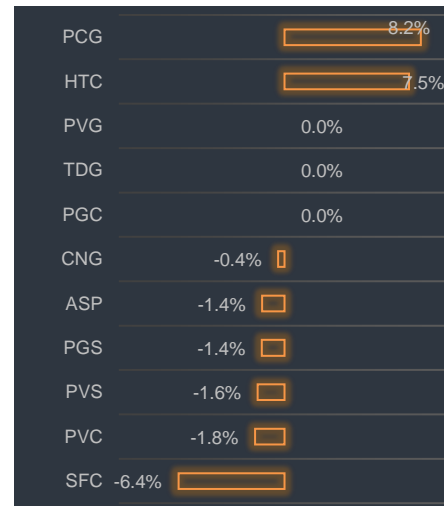 PCG 8.2%
HTC 7.5%
PVG 0.0%
TDG 0.0%
PGC 0.0%
CNG -0.4%
ASP -1.4%
PGS -1.4%
PVS -1.6%
PVC -1.8%
SFC -6.4%